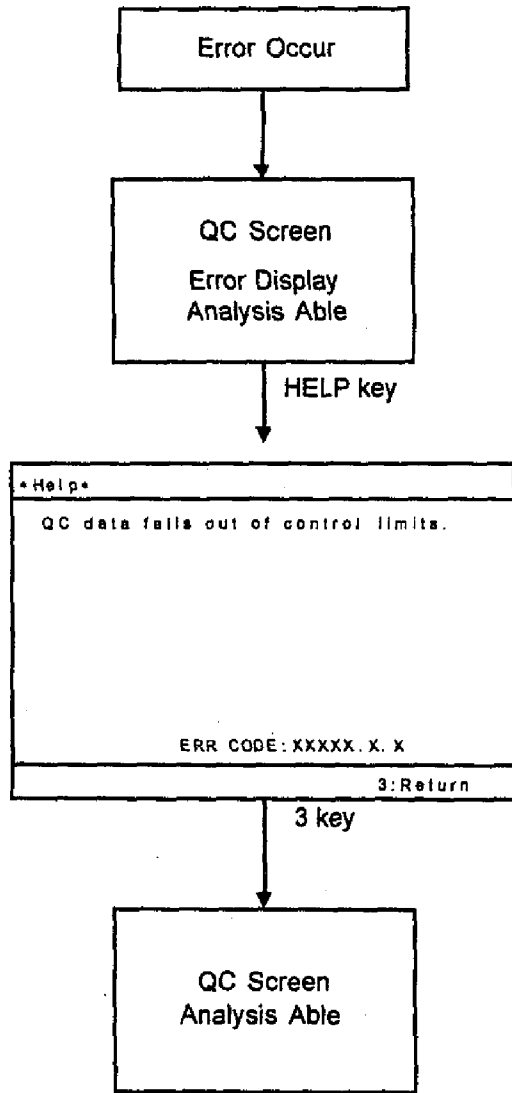 Error Occur
QC Screen
Error Display
Analysis Able
HELP key
*Help*
QC data falls out of control limits.
ERR CODE:XXXXX.X.X
3:Return
3 key
QC Screen
Analysis Able